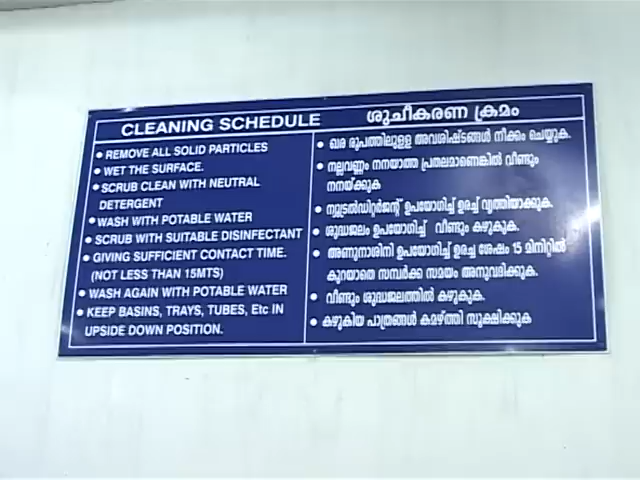 CLEANING SCHEDULE
• REMOVE ALL SOLID PARTICLES
• WET THE SURFACE.
• SCRUB CLEAN WITH NEUTRAL
DETERGENT
• WASH WITH POTABLE WATER
• SCRUB WITH SUITABLE DISINFECTANT
• GIVING SUFFICIENT CONTACT TIME.
(NOT LESS THAN 15MTS)
• WASH AGAIN WITH POTABLE WATER
• KEEP BASINS, TRAYS, TUBES, Etc IN
UPSIDE DOWN POSITION.
ശുചീകരണ ക്രമം
• ഖര രൂപത്തിലുളള അവശിഷ്ടങ്ങൾ നീക്കം ചെയ്യുക.
• നല്ലവണ്ണം നനയാത്ത പ്രതലമാണെങ്കിൽ വീണ്ടും
നനയ്ക്കുക
• ന്യൂട്രൽഡിറ്റർജന്റ് ഉപയോഗിച്ച് ഉരച്ച് വൃത്തിയാക്കുക.
• ശുദ്ധജലം ഉപയോഗിച്ച് വീണ്ടും കഴുകുക.
• അണുനാശിനി ഉപയോഗിച്ച് ഉരച്ച ശേഷം 15 മിനിറ്റിൽ
കുറയാതെ സമ്പർക്ക സമയം അനുവദിക്കുക.
• വീണ്ടും ശുദ്ധജലത്തിൽ കഴുകുക.
• കഴുകിയ പാത്രങ്ങൾ കമഴ്ത്തി സൂക്ഷിക്കുക